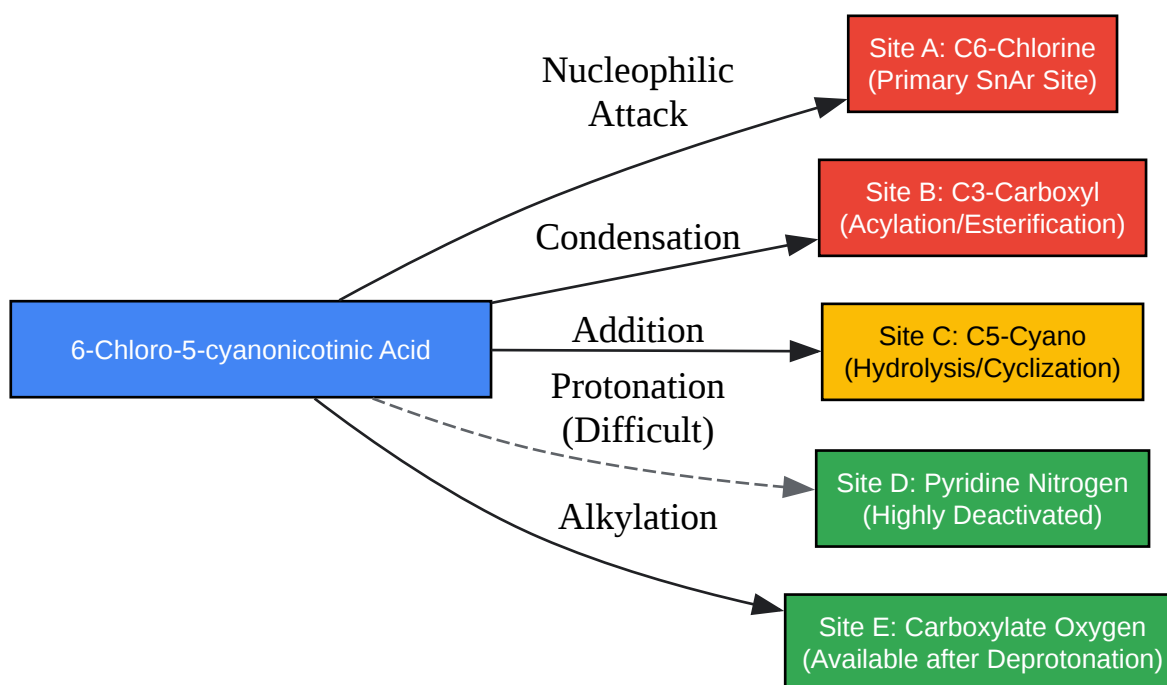 Nucleophilic
Attack
Site A: C6-Chlorine
(Primary SnAr Site)
Condensation
Site B: C3-Carboxyl
(Acylation/Esterification)
6-Chloro-5-cyanonicotinic Acid
Addition
Site C: C5-Cyano
(Hydrolysis/Cyclization)
Protonation
(Difficult)
Site D: Pyridine Nitrogen
(Highly Deactivated)
Alkylation
Site E: Carboxylate Oxygen
(Available after Deprotonation)